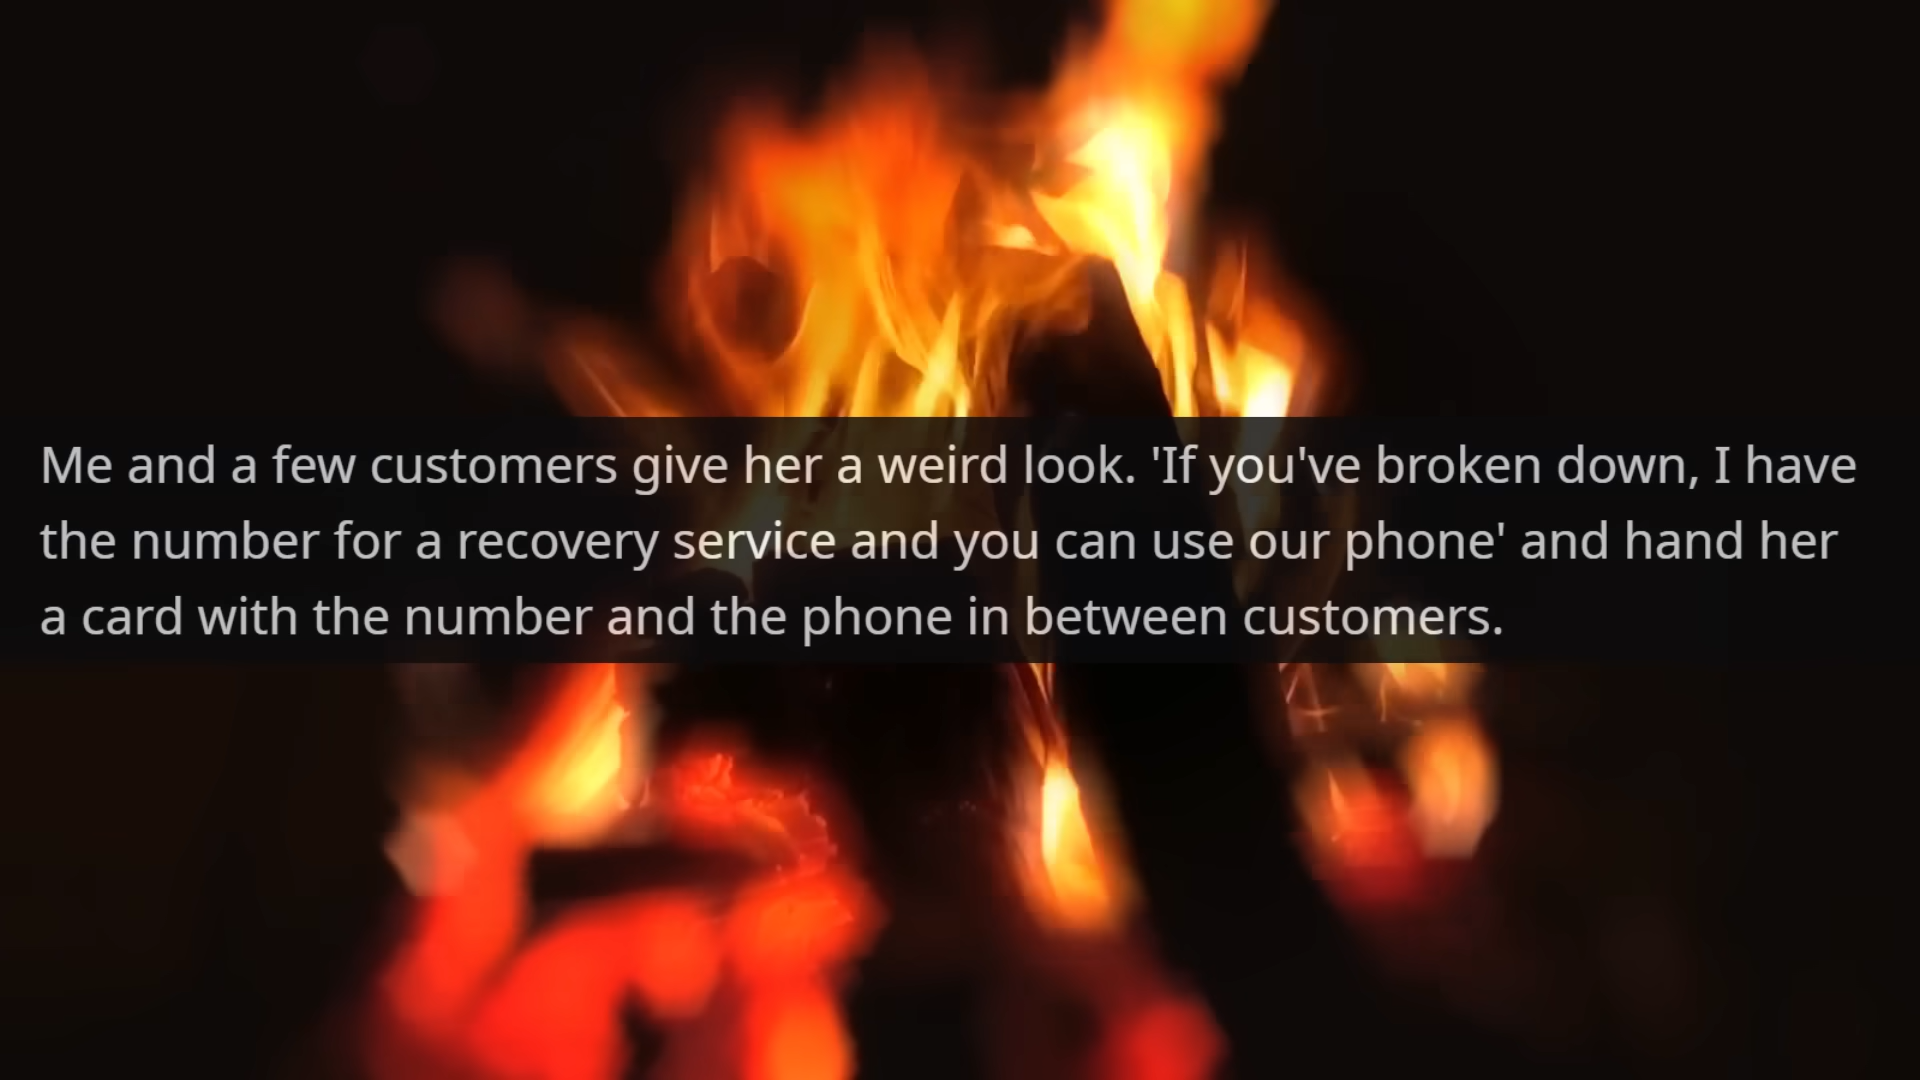 Me and a few customers give her a weird look. 'If you've broken down, I have
the number for a recovery service and you can use our phone' and hand her
a card with the number and the phone in between customers.